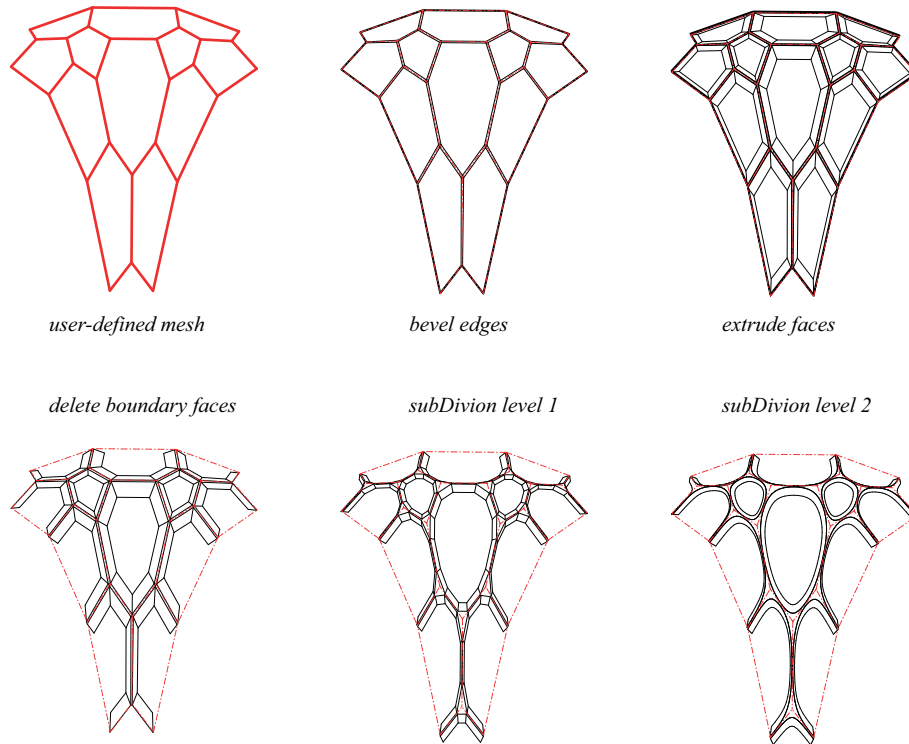 user-defined mesh
bevel edges
extrude faces
delete boundary faces
subDivion level 1
subDivion level 2